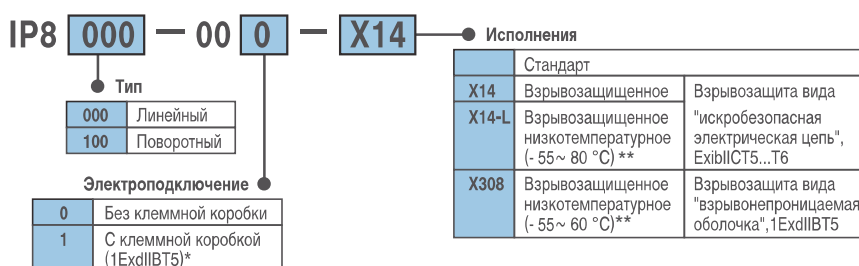 IP8 000 — 00 0 — X14
Тип
000 Линейный
100 Поворотный
Электроподключение
0 Без клеммной коробки
1 С клеммной коробкой
(1ExdIIBT5)*
Исполнения
Стандарт
X14 Взрывозащищенное Взрывозащита вида
X14-L Взрывозащищенное "искробезопасная
низкотемпературное электрическая цепь",
(- 55~ 80 °C) ** ExibIICT5...T6
X308 Взрывозащищенное Взрывозащита вида
низкотемпературное "взрывонепроницаемая
(- 55~ 60 °C)** оболочка",1ExdIIBT5